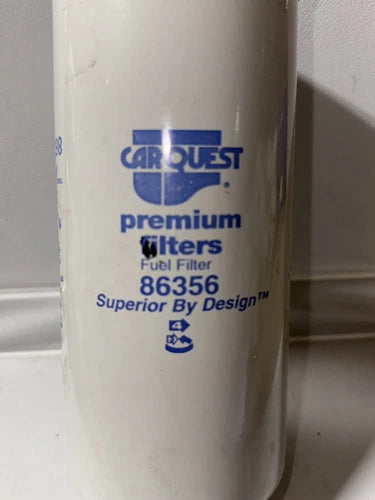 CARQUEST®
premium
filters
Fuel Filter
86356
Superior By Design™
4